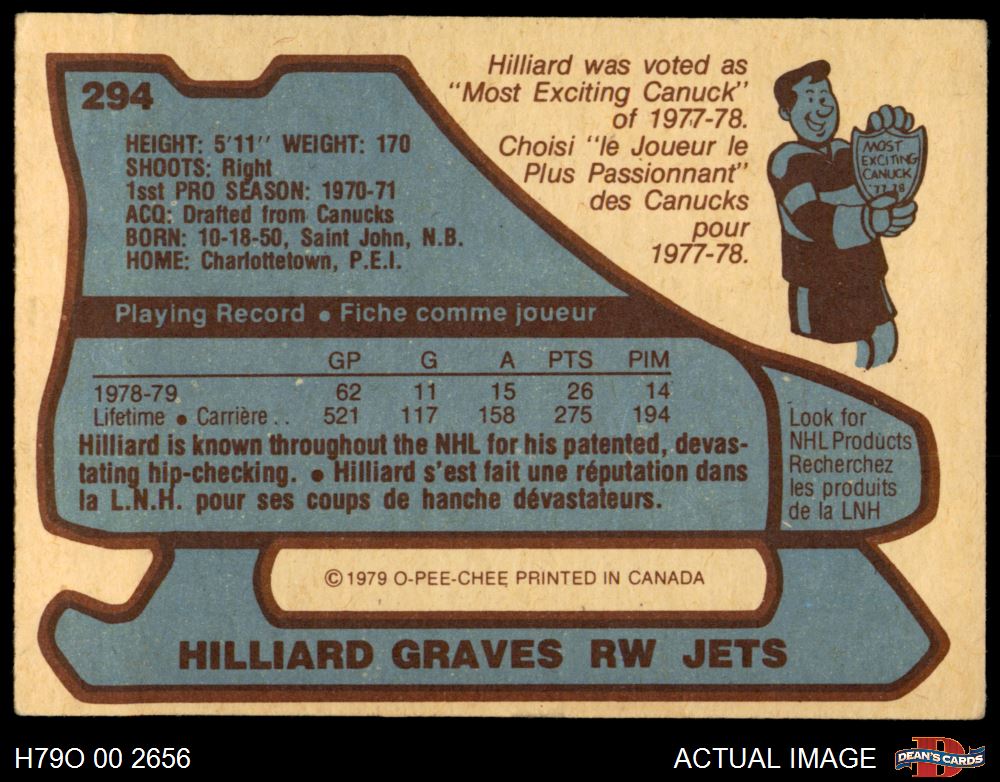 294
HEIGHT: 5'11'' WEIGHT: 170
SHOOTS: Right
1sst PRO SEASON: 1970-71
ACQ: Drafted from Canucks
BORN: 10-18-50, Saint John, N.B.
HOME: Charlottetown, P.E.I.
Hilliard was voted as
"Most Exciting Canuck"
of 1977-78.
Choisi "le Joueur le
Plus Passionnant"
des Canucks
pour
1977-78.
MOST
EXCITING
CANUCK
'77 78
Playing Record • Fiche comme joueur
GP G A PTS PIM
1978-79 62 11 15 26 14
Lifetime • Carrière . . 521 117 158 275 194
Hilliard is known throughout the NHL for his patented, devas-
tating hip-checking. • Hilliard s'est fait une réputation dans
la L.N.H. pour ses coups de hanche dévastateurs.
Look for
NHL Products
Recherchez
les produits
de la LNH
© 1979 O-PEE-CHEE PRINTED IN CANADA
HILLIARD GRAVES RW JETS
H79O 00 2656
ACTUAL IMAGE
D
DEAN'S CARDS